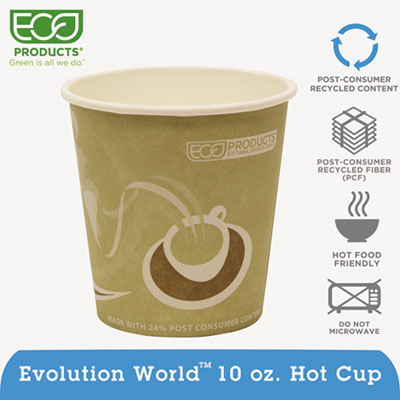 ECO
PRODUCTS®
Green is all we do.™
POST-CONSUMER
RECYCLED CONTENT
POST-CONSUMER
RECYCLED FIBER
(PCF)
HOT FOOD
FRIENDLY
DO NOT
MICROWAVE
ECO PRODUCTS
MADE WITH 24% POST CONSUMER
Evolution World™ 10 oz. Hot Cup